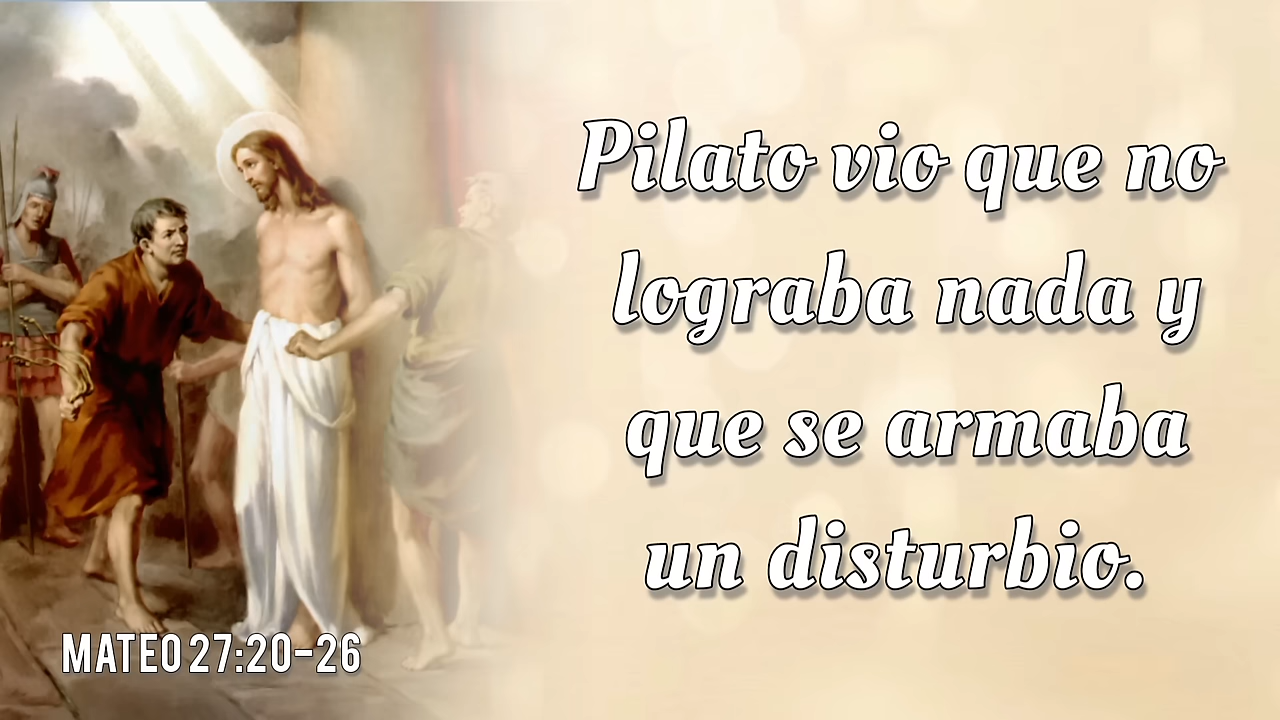 Pilato vio que no
lograba nada y
que se armaba
un disturbio.
MATEO 27:20-26